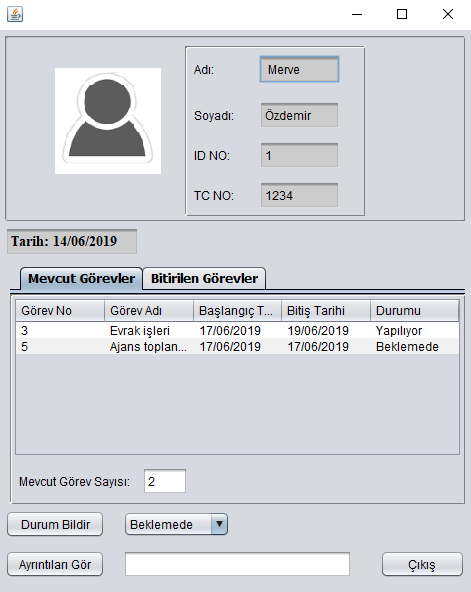 Adı: Merve
Soyadı: Özdemir
ID NO: 1
TC NO: 1234
Tarih: 14/06/2019
Mevcut Görevler Bitirilen Görevler
Görev No Görev Adı Başlangıç T... Bitiş Tarihi Durumu
3 Evrak işleri 17/06/2019 19/06/2019 Yapılıyor
5 Ajans toplan... 17/06/2019 17/06/2019 Beklemede
Mevcut Görev Sayısı: 2
Durum Bildir Beklemede
Ayrıntıları Gör Çıkış